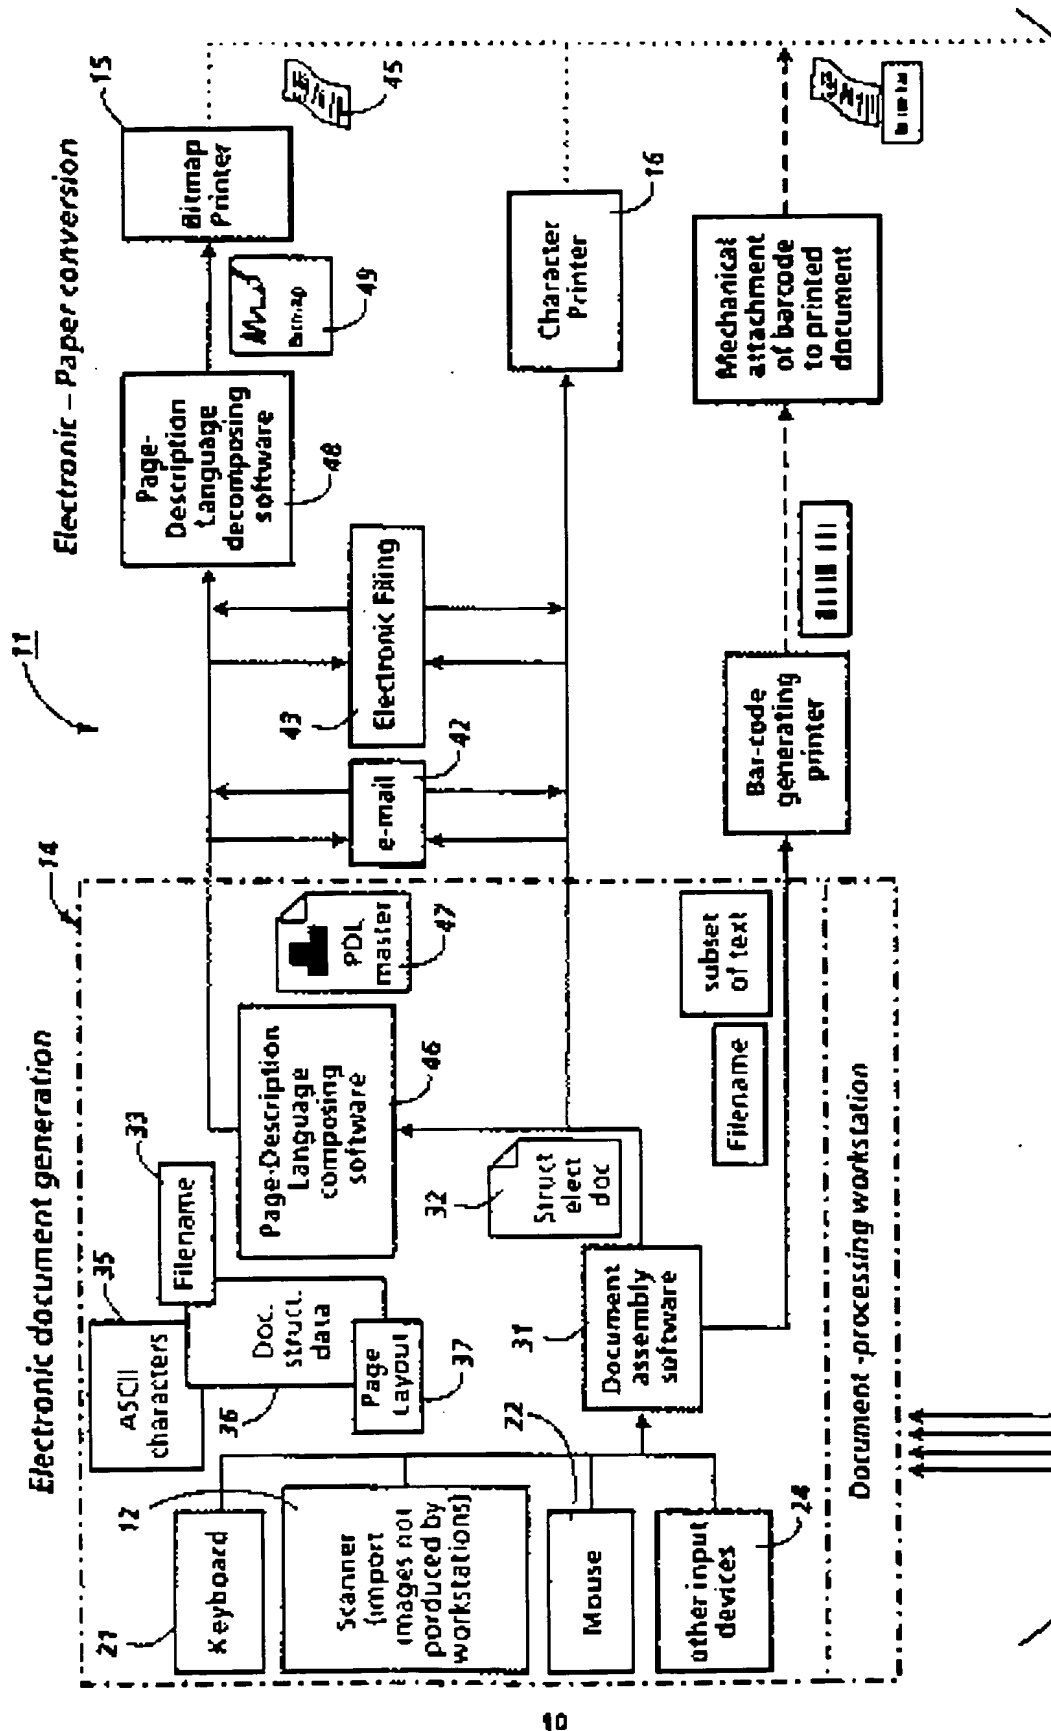 11
Electronic document generation
Electronic – Paper conversion
14
35
33
ASCII
characters
Filename
Doc.
struct.
data
36
Page
Layout
37
21
Keyboard
12
Scanner
(import
images not
porduced by
workstations)
22
Mouse
other input
devices
24
31
Document
assembly
software
32
Struct
elect
doc
Page-Description
Language
composing
software
46
PDL
master
47
Filename
subset
of text
Document -processing workstation
e-mail
42
43
Electronic Filing
Page-
Description
Language
decomposing
software
48
Bitmap
49
Bitmap
Printer
15
45
Character
Printer
16
Bar-code
generating
printer
Mechanical
attachment
of barcode
to printed
document
10